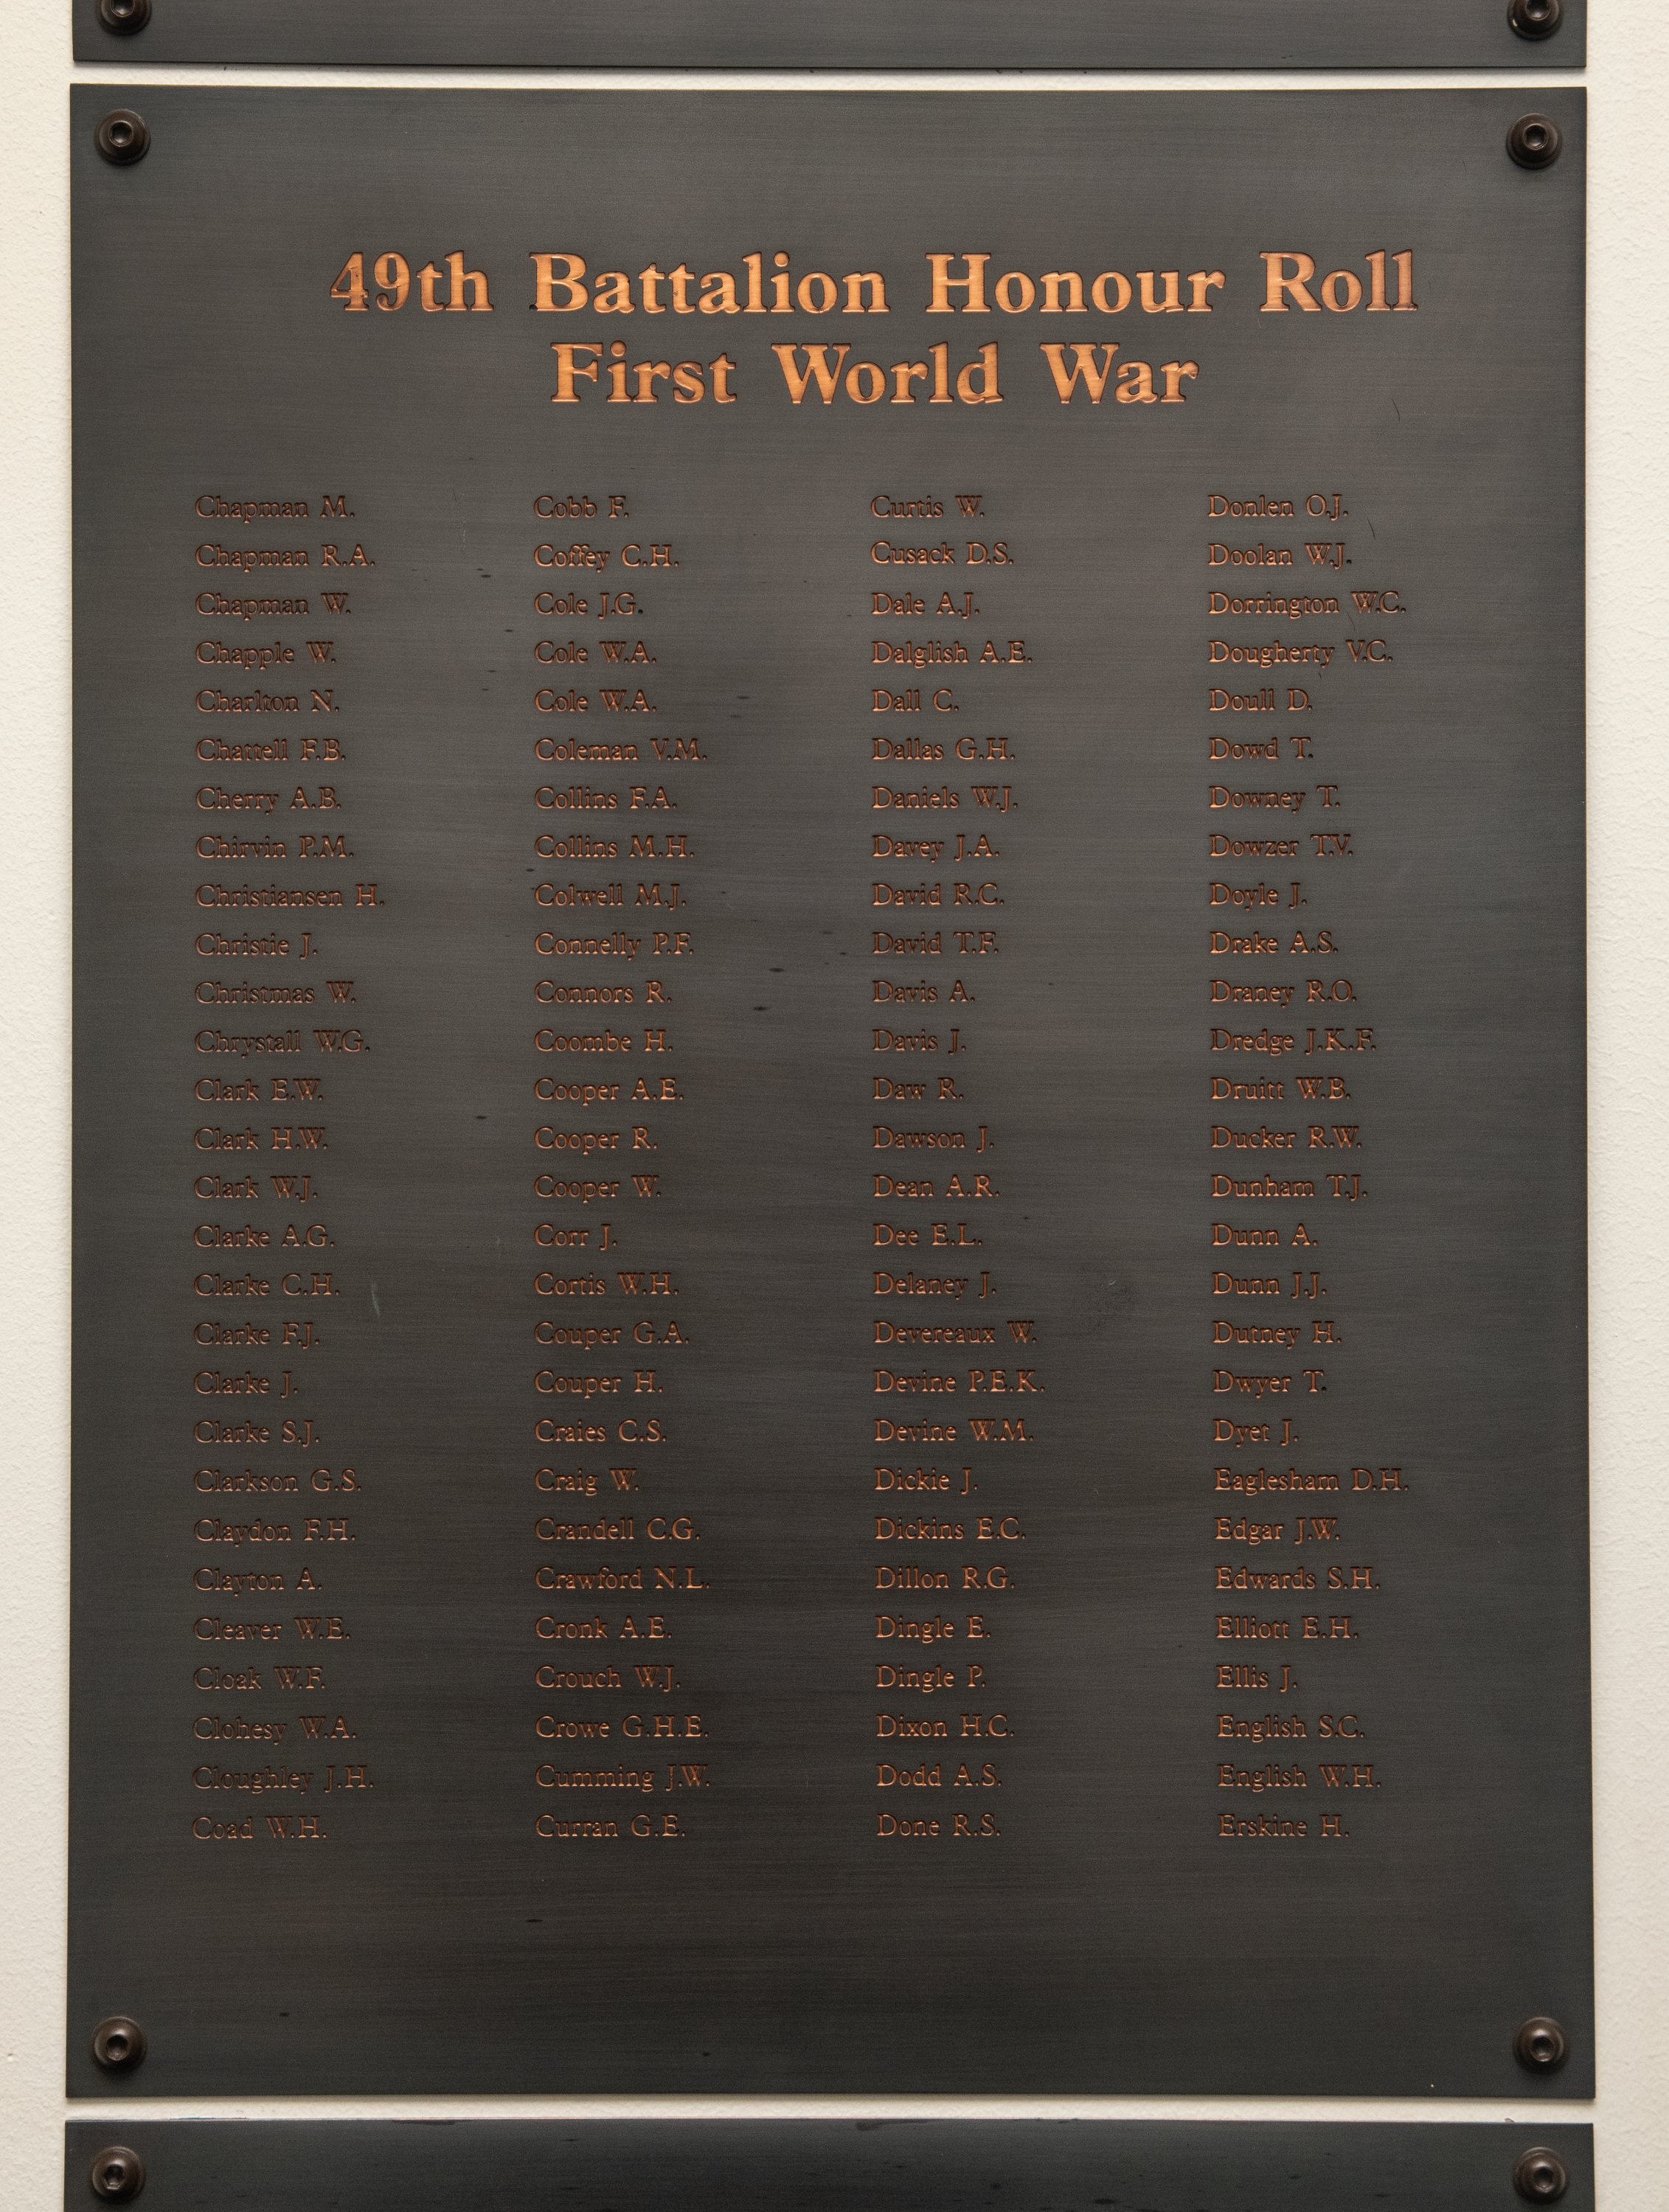 49th Battalion Honour Roll
First World War
Chapman M.
Chapman R.A.
Chapman W.
Chapple W.
Charlton N.
Chattell F.B.
Cherry A.B.
Chirvin P.M.
Christiansen H.
Christie J.
Christmas W.
Chrystall W.G.
Clark E.W.
Clark H.W.
Clark W.J.
Clarke A.G.
Clarke C.H.
Clarke F.J.
Clarke J.
Clarke S.J.
Clarkson G.S.
Claydon F.H.
Clayton A.
Cleaver W.E.
Cloak W.F.
Clohesy W.A.
Cloughley J.H.
Coad W.H.
Cobb F.
Coffey C.H.
Cole J.G.
Cole W.A.
Cole W.A.
Coleman V.M.
Collins F.A.
Collins M.H.
Colwell M.J.
Connelly P.F.
Connors R.
Coombe H.
Cooper A.E.
Cooper R.
Cooper W.
Corr J.
Cortis W.H.
Couper G.A.
Couper H.
Craies C.S.
Craig W.
Crandell C.G.
Crawford N.L.
Cronk A.E.
Crouch W.J.
Crowe G.H.E.
Cumming J.W.
Curran G.E.
Curtis W.
Cusack D.S.
Dale A.J.
Dalglish A.E.
Dall C.
Dallas G.H.
Daniels W.J.
Davey J.A.
David R.C.
David T.F.
Davis A.
Davis J.
Daw R.
Dawson J.
Dean A.R.
Dee E.L.
Delaney J.
Devereaux W.
Devine P.E.K.
Devine W.M.
Dickie J.
Dickins E.C.
Dillon R.G.
Dingle E.
Dingle P.
Dixon H.C.
Dodd A.S.
Done R.S.
Donlen O.J.
Doolan W.J.
Dorrington W.C.
Dougherty V.C.
Doull D.
Dowd T.
Downey T.
Dowzer T.V.
Doyle J.
Drake A.S.
Draney R.O.
Dredge J.K.F.
Druitt W.B.
Ducker R.W.
Dunham T.J.
Dunn A.
Dunn J.J.
Dutney H.
Dwyer T.
Dyet J.
Eaglesham D.H.
Edgar J.W.
Edwards S.H.
Elliott E.H.
Ellis J.
English S.C.
English W.H.
Erskine H.